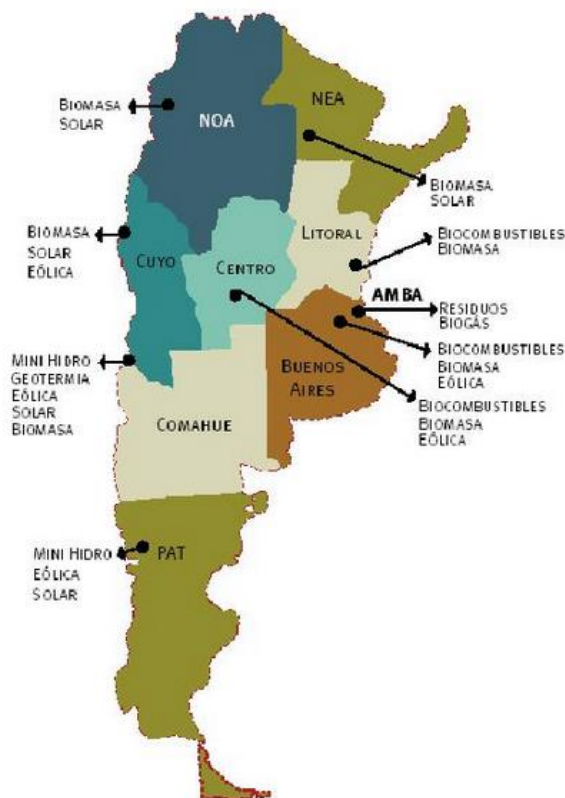 NEA
BIOMASA
SOLAR
NOA
BIOMASA
SOLAR
LITORAL
BIOCOMBUSTIBLES
BIOMASA
BIOMASA
SOLAR
EÓLICA
CUYO
CENTRO
AMBA
RESIDUOS
BIOGÁS
BIOCOMBUSTIBLES
BIOMASA
EÓLICA
MINI HIDRO
GEOTERMIA
EÓLICA
SOLAR
BIOMASA
BUENOS
AIRES
BIOCOMBUSTIBLES
BIOMASA
EÓLICA
COMAHUE
MINI HIDRO
EÓLICA
SOLAR
PAT